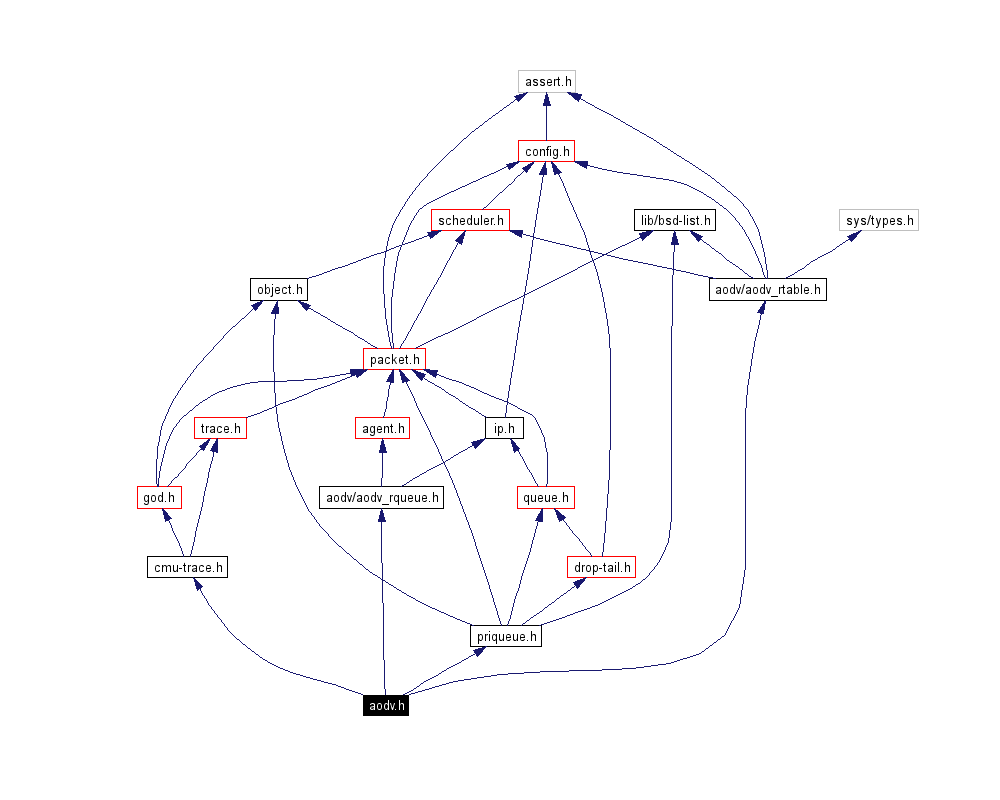 assert.h
config.h
scheduler.h
lib/bsd-list.h
sys/types.h
object.h
aodv/aodv_rtable.h
packet.h
trace.h
agent.h
ip.h
god.h
aodv/aodv_rqueue.h
queue.h
cmu-trace.h
drop-tail.h
priqueue.h
aodv.h